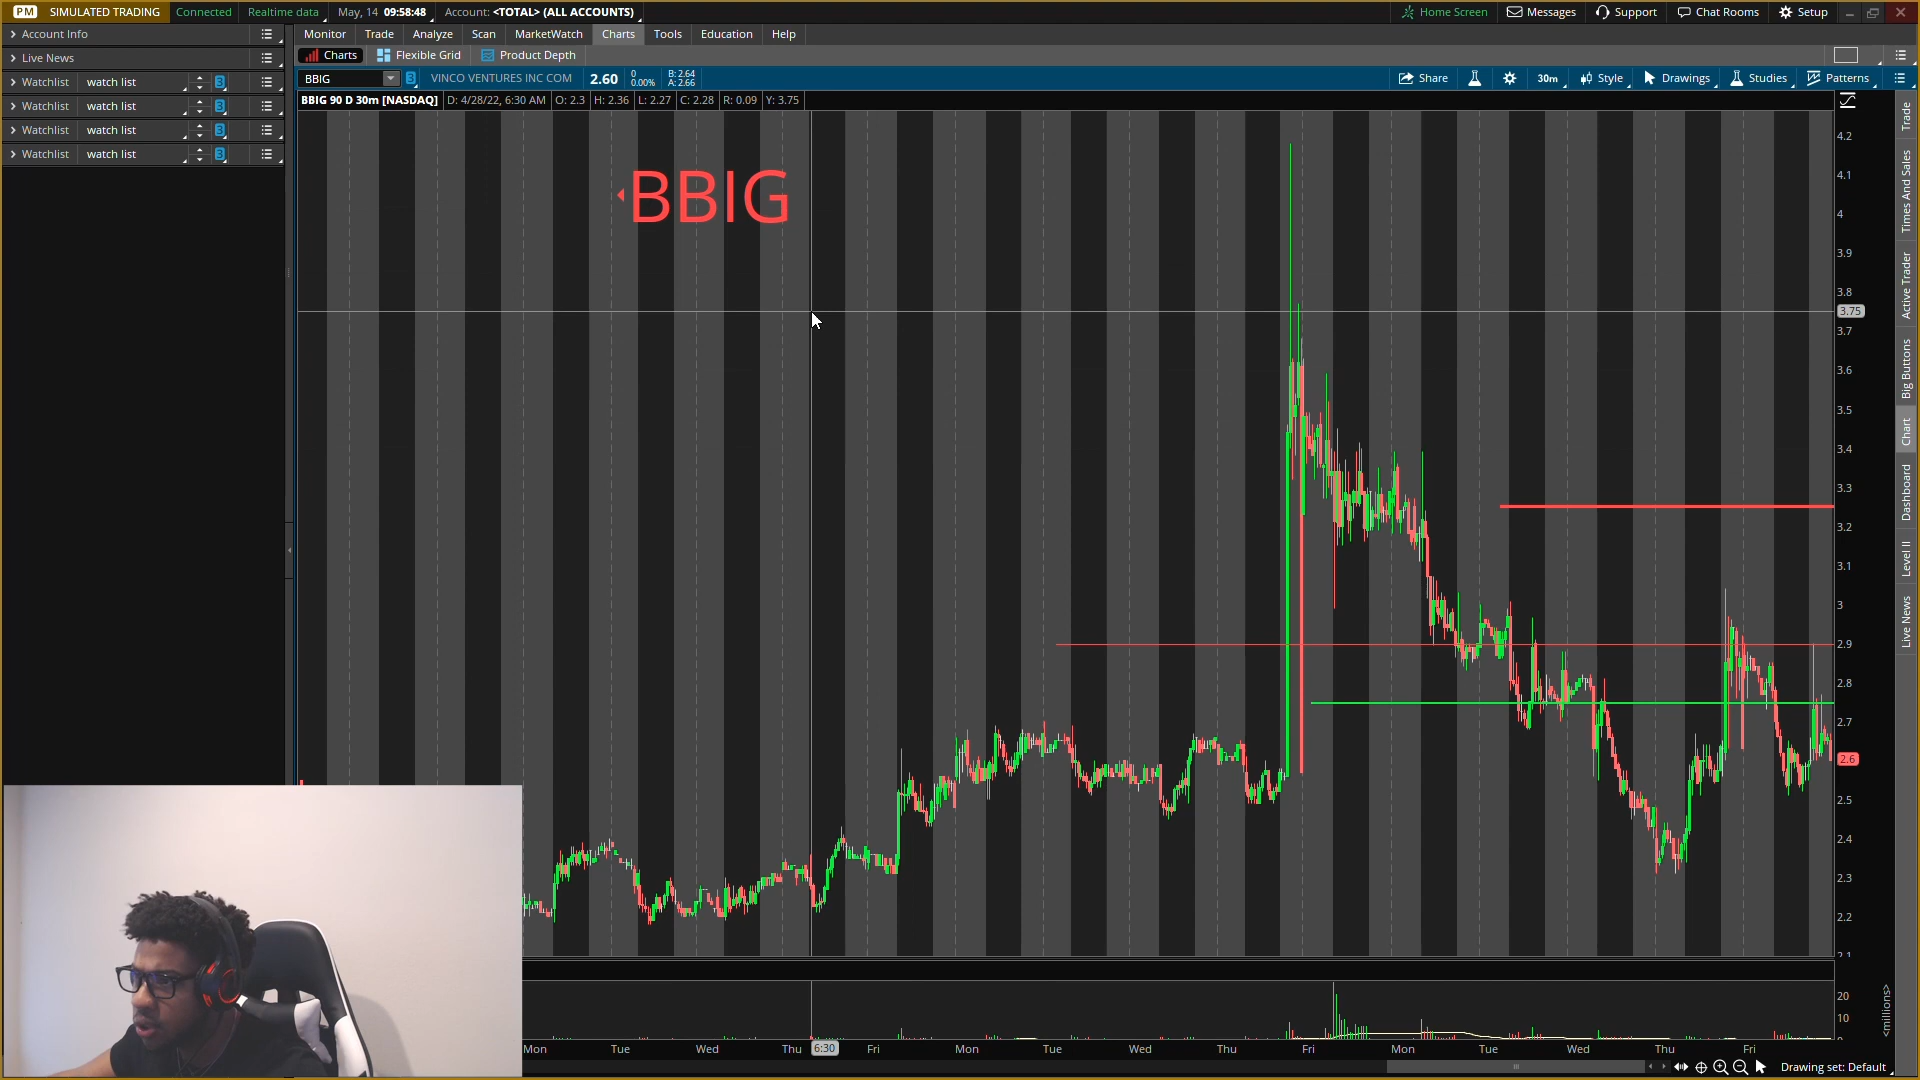 PM SIMULATED TRADING Connected Realtime data May, 14 09:58:48 Account: <TOTAL> (ALL ACCOUNTS) Home Screen Messages Support Chat Rooms Setup
Account Info
Live News
Watchlist watch list 3
Watchlist watch list 3
Watchlist watch list 3
Watchlist watch list 3
Monitor Trade Analyze Scan MarketWatch Charts Tools Education Help
Charts Flexible Grid Product Depth
BBIG 3 VINCO VENTURES INC COM 2.60 0 0.00% B: 2.64 A: 2.66 Share 30m Style Drawings Studies Patterns
BBIG 90 D 30m [NASDAQ] D: 4/28/22, 6:30 AM O: 2.3 H: 2.36 L: 2.27 C: 2.28 R: 0.09 Y: 3.75
BBIG
4.2
4.1
4
3.9
3.8
3.75
3.7
3.6
3.5
3.4
3.3
3.2
3.1
3
2.9
2.8
2.7
2.6
2.5
2.4
2.3
2.2
2.1
20
10
<millions>
Trade
Times And Sales
Active Trader
Big Buttons
Chart
Dashboard
Level II
Live News
Mon Tue Wed Thu 6:30 Fri Mon Tue Wed Thu Fri Mon Tue Wed Thu Fri
Drawing set: Default